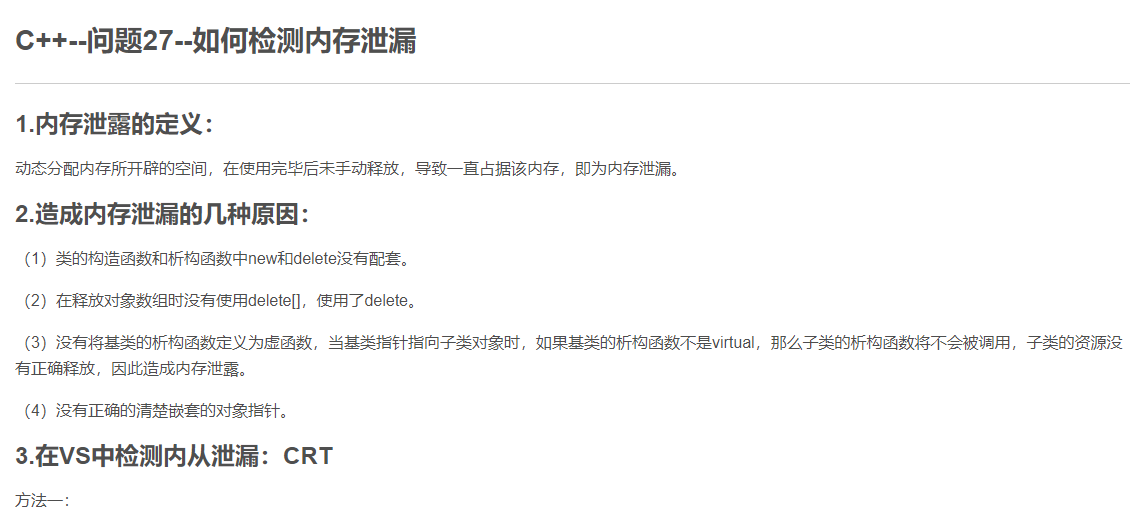 C++--问题27--如何检测内存泄漏
1.内存泄露的定义：
动态分配内存所开辟的空间，在使用完毕后未手动释放，导致一直占据该内存，即为内存泄漏。
2.造成内存泄漏的几种原因：
（1）类的构造函数和析构函数中new和delete没有配套。
（2）在释放对象数组时没有使用delete[]，使用了delete。
（3）没有将基类的析构函数定义为虚函数，当基类指针指向子类对象时，如果基类的析构函数不是virtual，那么子类的析构函数将不会被调用，子类的资源没
有正确释放，因此造成内存泄露。
（4）没有正确的清楚嵌套的对象指针。
3.在VS中检测内从泄漏：CRT
方法一：